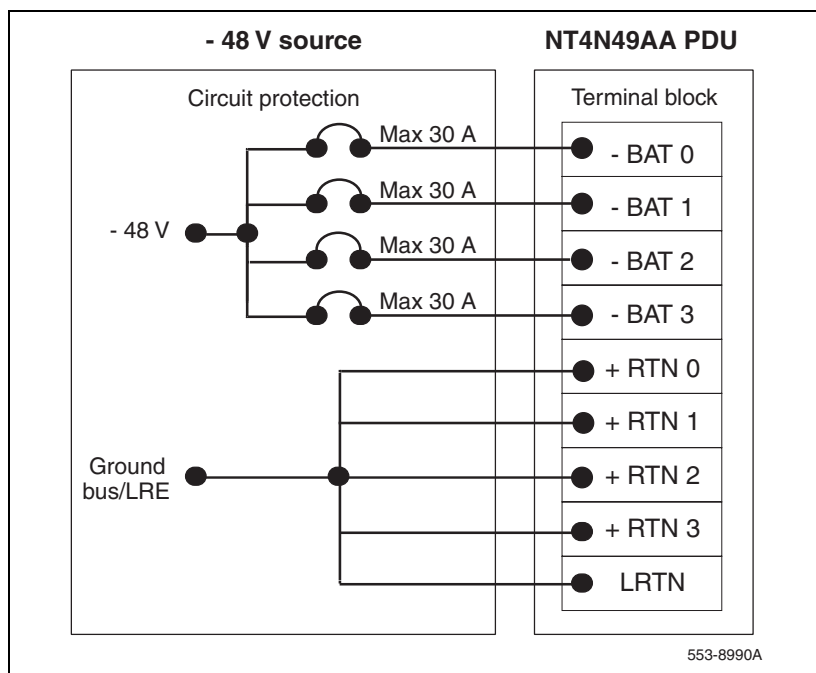 - 48 V source
NT4N49AA PDU
Circuit protection
Terminal block
Max 30 A
- BAT 0
Max 30 A
- BAT 1
- 48 V
Max 30 A
- BAT 2
Max 30 A
- BAT 3
+ RTN 0
+ RTN 1
Ground
bus/LRE
+ RTN 2
+ RTN 3
LRTN
553-8990A